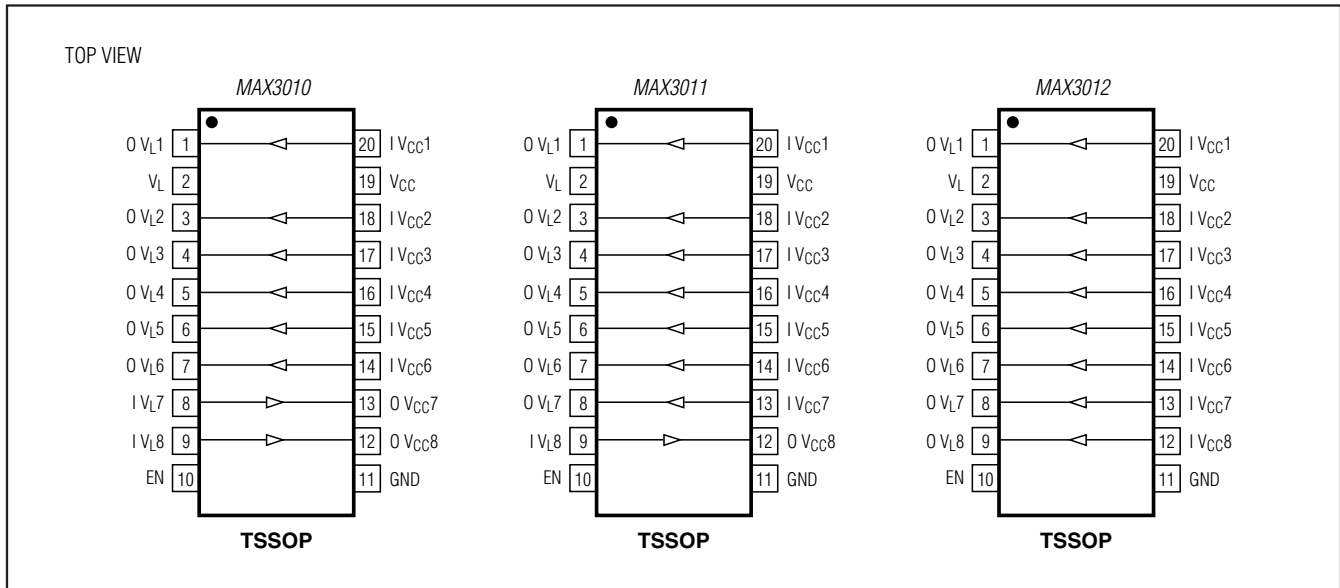 TOP VIEW
MAX3010 MAX3011 MAX3012
O VL1 1 20 I VCC1 O VL1 1 20 I VCC1 O VL1 1 20 I VCC1
VL 2 19 VCC VL 2 19 VCC VL 2 19 VCC
O VL2 3 18 I VCC2 O VL2 3 18 I VCC2 O VL2 3 18 I VCC2
O VL3 4 17 I VCC3 O VL3 4 17 I VCC3 O VL3 4 17 I VCC3
O VL4 5 16 I VCC4 O VL4 5 16 I VCC4 O VL4 5 16 I VCC4
O VL5 6 15 I VCC5 O VL5 6 15 I VCC5 O VL5 6 15 I VCC5
O VL6 7 14 I VCC6 O VL6 7 14 I VCC6 O VL6 7 14 I VCC6
I VL7 8 13 O VCC7 O VL7 8 13 I VCC7 O VL7 8 13 I VCC7
I VL8 9 12 O VCC8 I VL8 9 12 O VCC8 O VL8 9 12 I VCC8
EN 10 11 GND EN 10 11 GND EN 10 11 GND
TSSOP TSSOP TSSOP